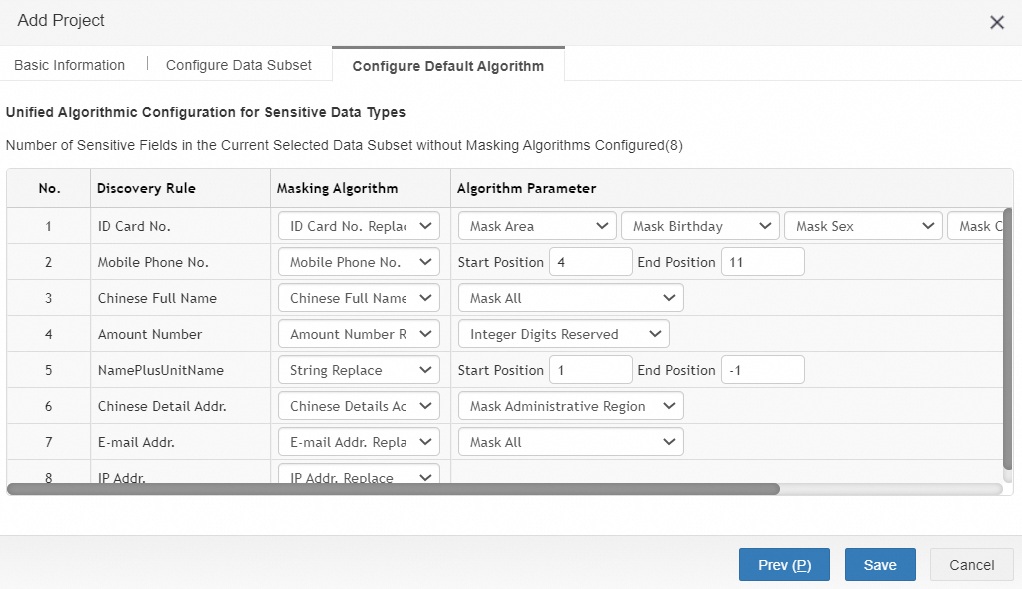 Add Project
Basic Information Configure Data Subset Configure Default Algorithm
Unified Algorithmic Configuration for Sensitive Data Types
Number of Sensitive Fields in the Current Selected Data Subset without Masking Algorithms Configured(8)
No. Discovery Rule Masking Algorithm Algorithm Parameter
1 ID Card No. ID Card No. Replac Mask Area Mask Birthday Mask Sex Mask C
2 Mobile Phone No. Mobile Phone No. Start Position 4 End Position 11
3 Chinese Full Name Chinese Full Name Mask All
4 Amount Number Amount Number R Integer Digits Reserved
5 NamePlusUnitName String Replace Start Position 1 End Position -1
6 Chinese Detail Addr. Chinese Details Ac Mask Administrative Region
7 E-mail Addr. E-mail Addr. Repla Mask All
8 IP Addr. IP Addr. Replace
Prev (P) Save Cancel